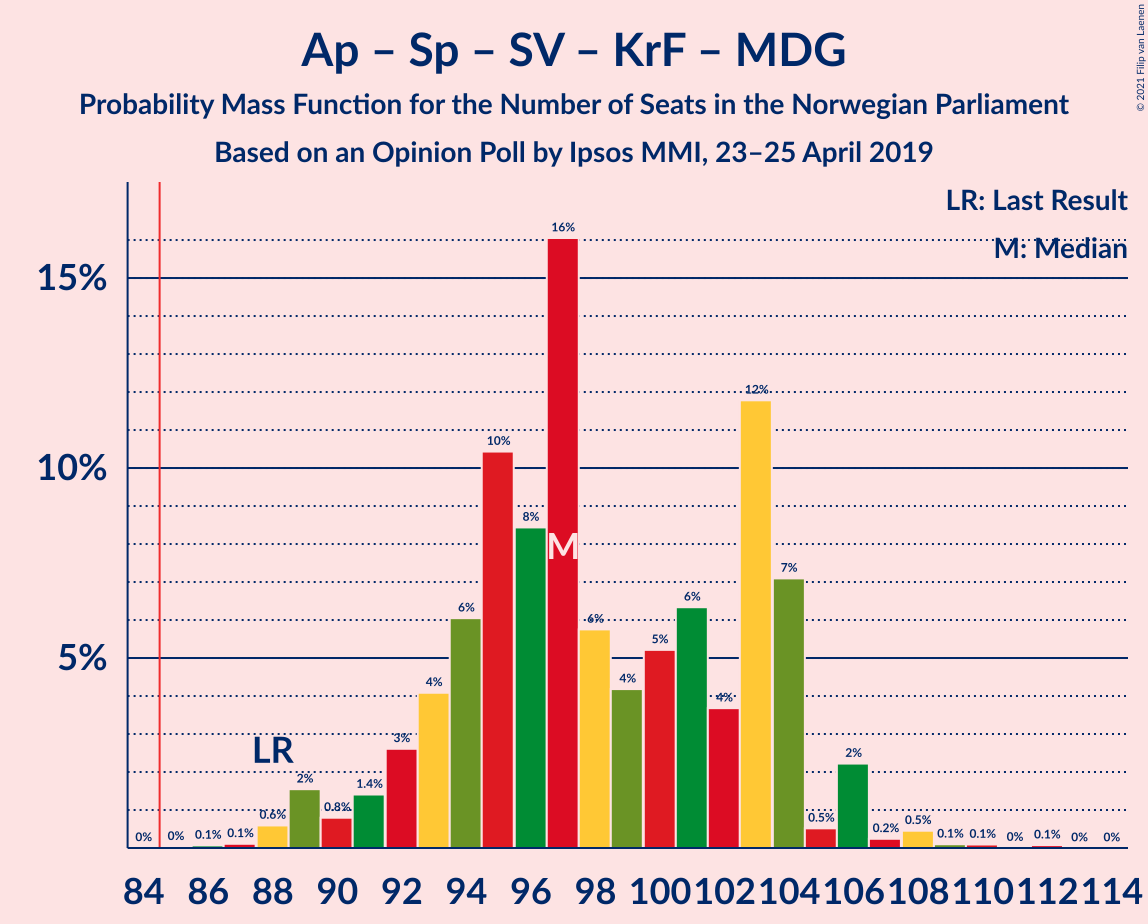 Ap – Sp – SV – KrF – MDG
Probability Mass Function for the Number of Seats in the Norwegian Parliament
Based on an Opinion Poll by Ipsos MMI, 23–25 April 2019
© 2021 Filip van Laenen
LR: Last Result
M: Median
15%
10%
5%
LR
M
0% 0% 0.1% 0.1% 0.6% 2% 0.8% 1.4% 3% 4% 6% 10% 8% 16% 6% 4% 5% 6% 4% 12% 7% 0.5% 2% 0.2% 0.5% 0.1% 0.1% 0% 0.1% 0% 0%
84 86 88 90 92 94 96 98 100 102 104 106 108 110 112 114